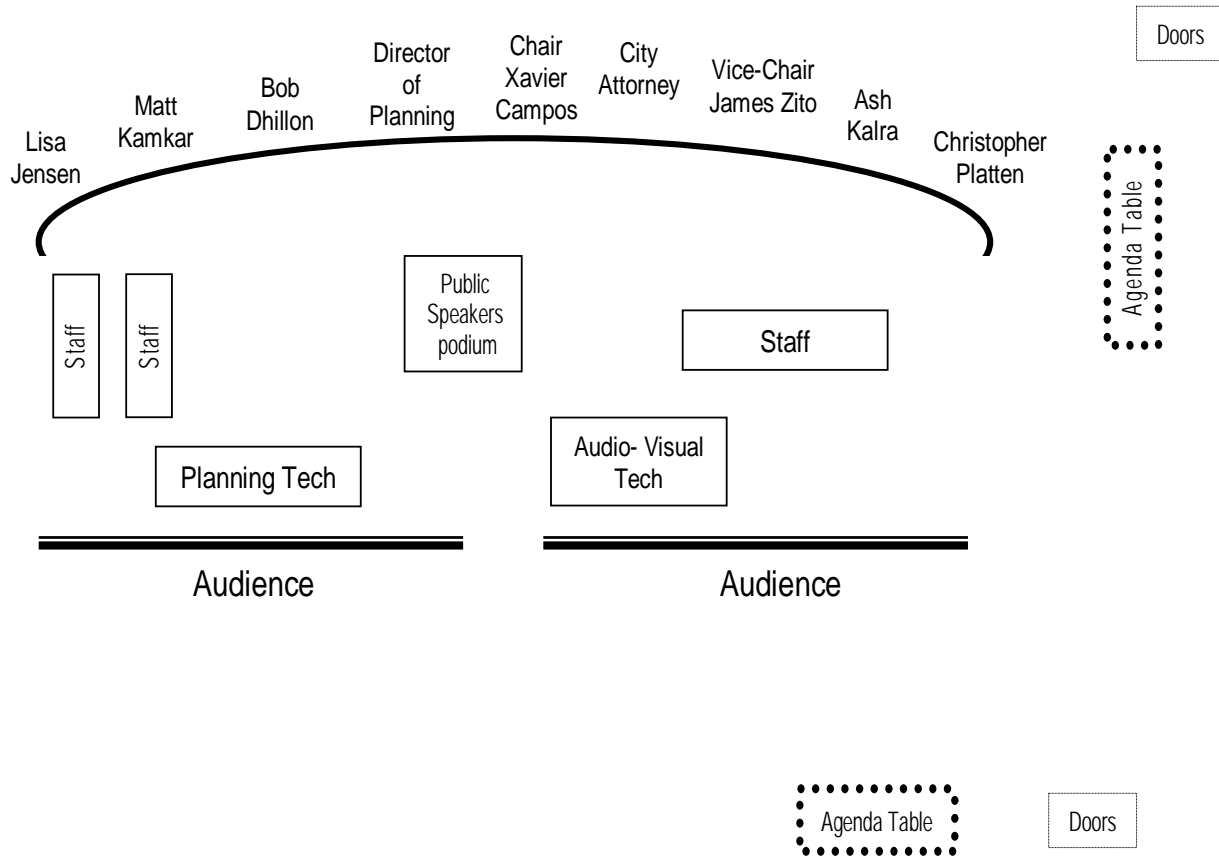 Doors
Director
of
Planning
Chair
Xavier
Campos
City
Attorney
Vice-Chair
James Zito
Bob
Dhillon
Matt
Kamkar
Ash
Kalra
Lisa
Jensen
Christopher
Platten
Agenda Table
Staff
Staff
Public
Speakers
podium
Staff
Planning Tech
Audio- Visual
Tech
Audience
Audience
Agenda Table
Doors